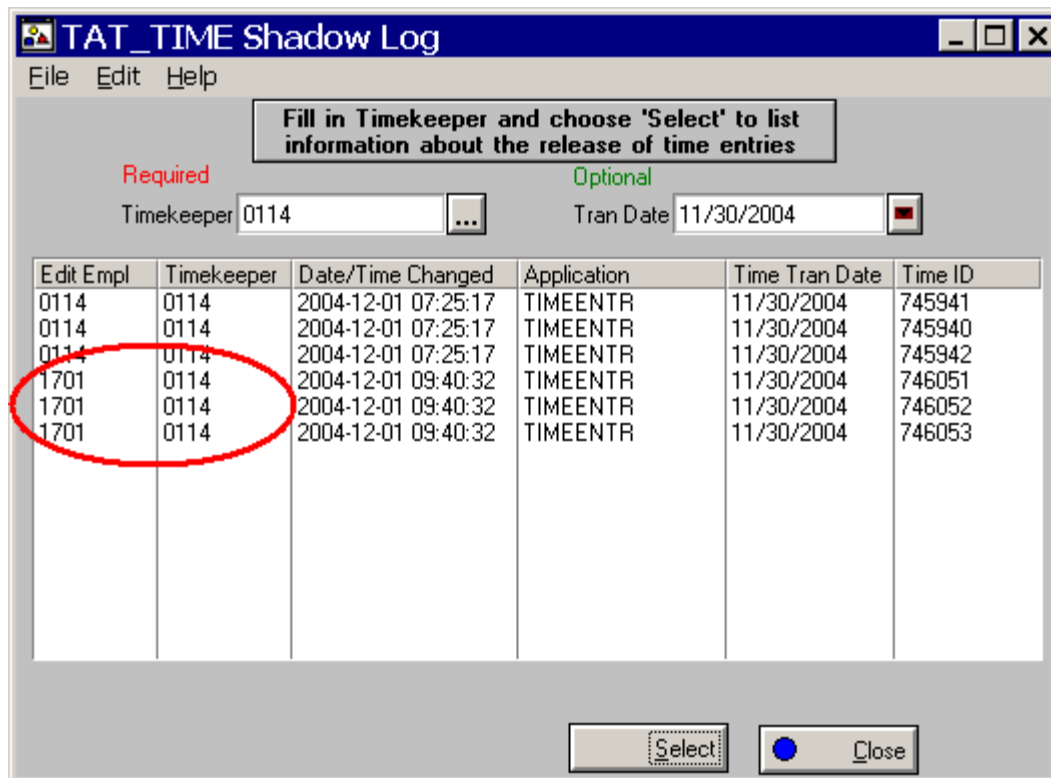 TAT_TIME Shadow Log
File Edit Help
Fill in Timekeeper and choose 'Select' to list
information about the release of time entries
Required Optional
Timekeeper 0114 ... Tran Date 11/30/2004
Edit Empl Timekeeper Date/Time Changed Application Time Tran Date Time ID
0114 0114 2004-12-01 07:25:17 TIMEENTR 11/30/2004 745941
0114 0114 2004-12-01 07:25:17 TIMEENTR 11/30/2004 745940
0114 0114 2004-12-01 07:25:17 TIMEENTR 11/30/2004 745942
1701 0114 2004-12-01 09:40:32 TIMEENTR 11/30/2004 746051
1701 0114 2004-12-01 09:40:32 TIMEENTR 11/30/2004 746052
1701 0114 2004-12-01 09:40:32 TIMEENTR 11/30/2004 746053
Select Close